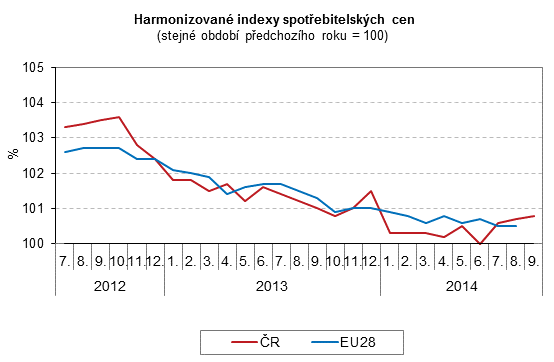 Harmonizované indexy spotřebitelských cen
(stejné období předchozího roku = 100)
105
104
103
102
101
100
%
7. 8. 9. 10. 11. 12. 1. 2. 3. 4. 5. 6. 7. 8. 9. 10. 11. 12. 1. 2. 3. 4. 5. 6. 7. 8. 9.
2012 2013 2014
ČR EU28